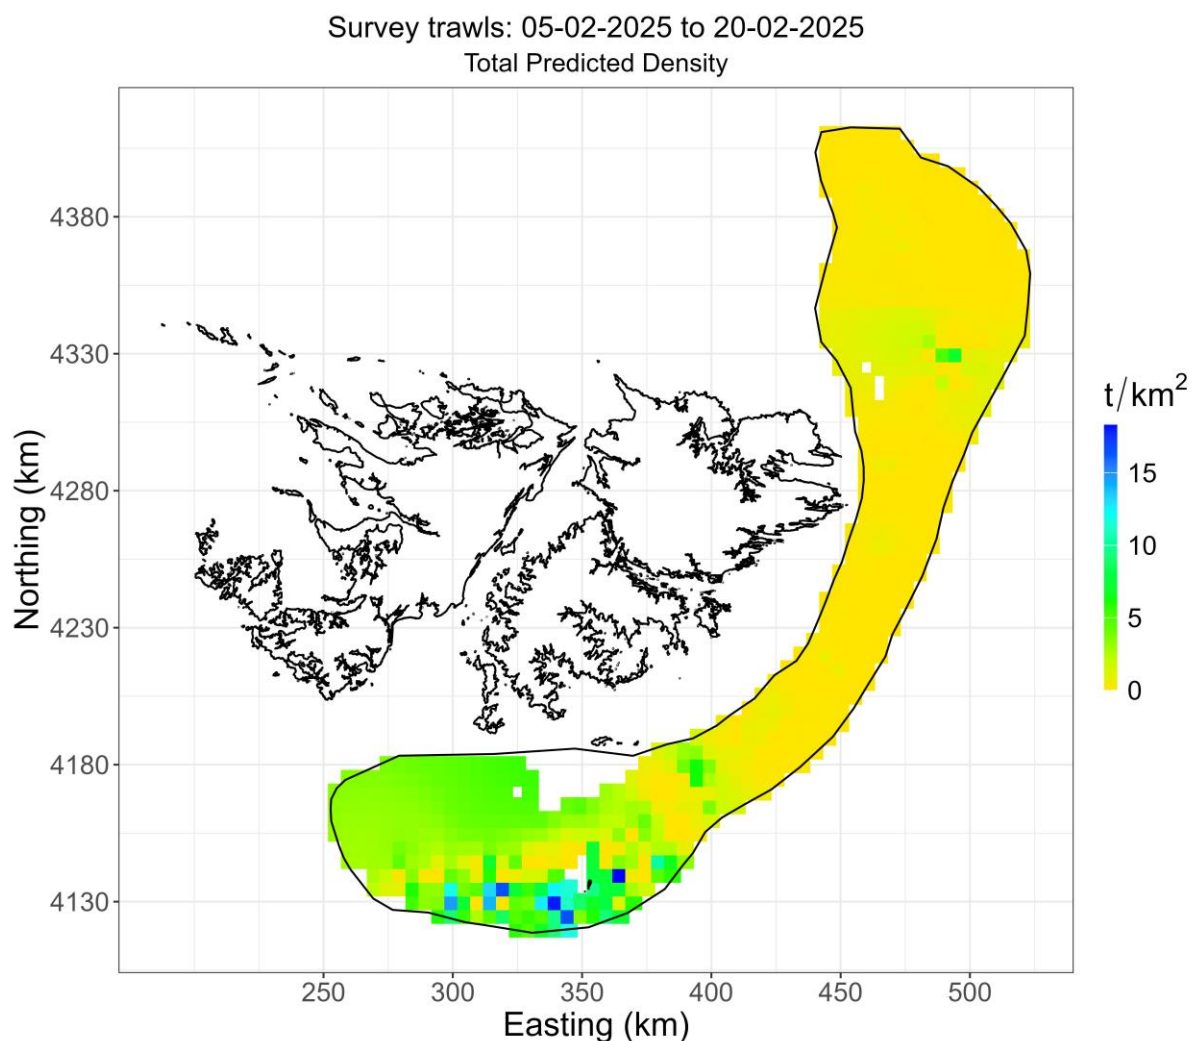 Survey trawls: 05-02-2025 to 20-02-2025
Total Predicted Density
Northing (km)
4380
4330
4280
4230
4180
4130
250 300 350 400 450 500
Easting (km)
t/km²
15
10
5
0